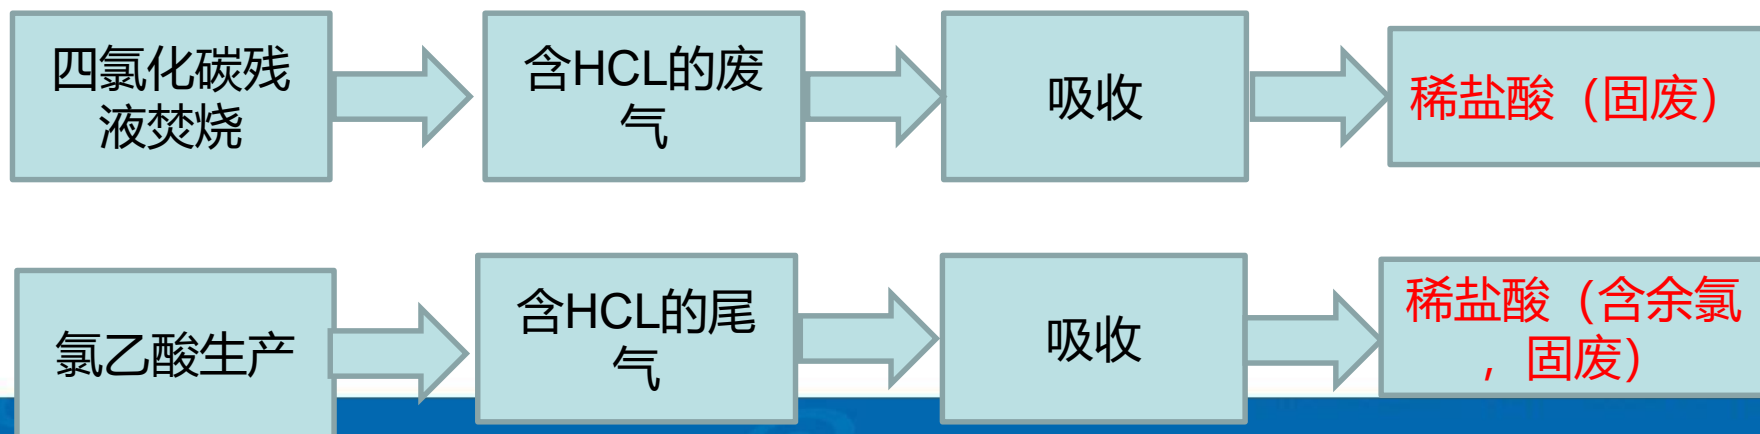 四氯化碳残
液焚烧
含HCL的废
气
吸收
稀盐酸（固废）
氯乙酸生产
含HCL的尾
气
吸收
稀盐酸（含余氯
，固废）